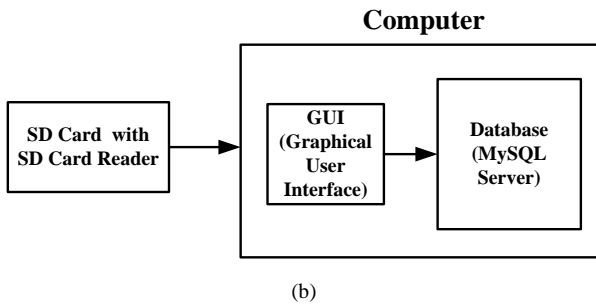 Computer
SD Card with
SD Card Reader
GUI
(Graphical
User
Interface)
Database
(MySQL
Server)
(b)